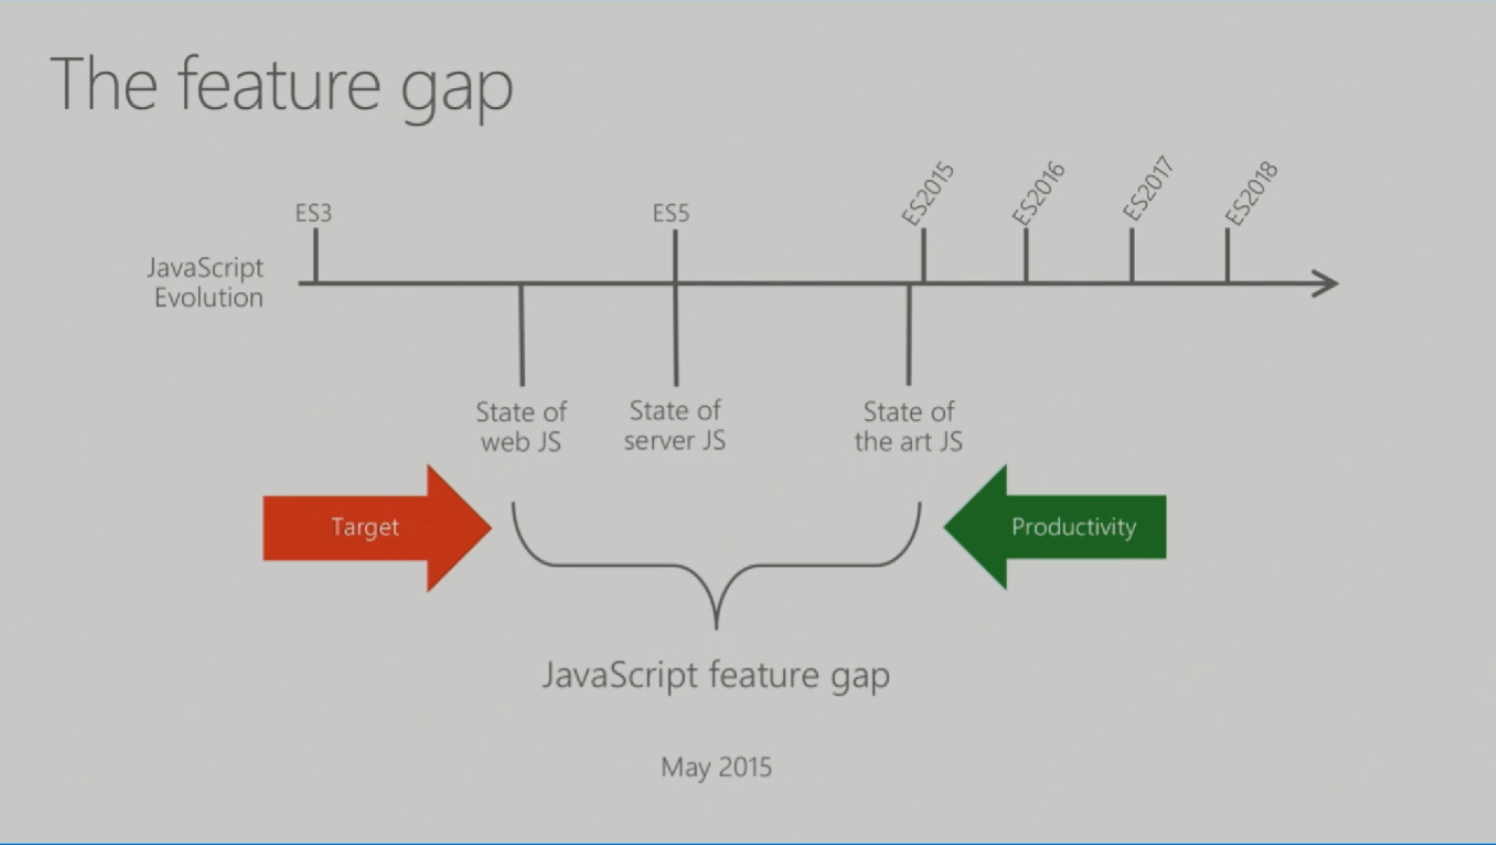 The feature gap
ES3
ES5
ES2015
ES2016
ES2017
ES2018
JavaScript
Evolution
State of
web JS
State of
server JS
State of
the art JS
Target
Productivity
JavaScript feature gap
May 2015